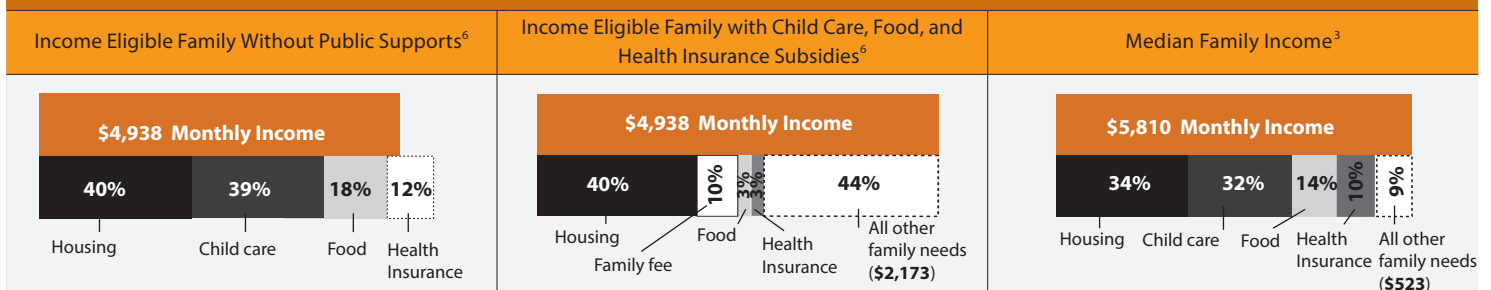 Income Eligible Family Without Public Supports6
Income Eligible Family with Child Care, Food, and
Health Insurance Subsidies6
Median Family Income3
$4,938 Monthly Income
40%
39%
18%
12%
Housing
Child care
Food
Health
Insurance
$4,938 Monthly Income
40%
10%
3%
3%
44%
Housing
Family fee
Food
Health
Insurance
All other
family needs
($2,173)
$5,810 Monthly Income
34%
32%
14%
10%
9%
Housing
Child care
Food
Health
Insurance
All other
family needs
($523)